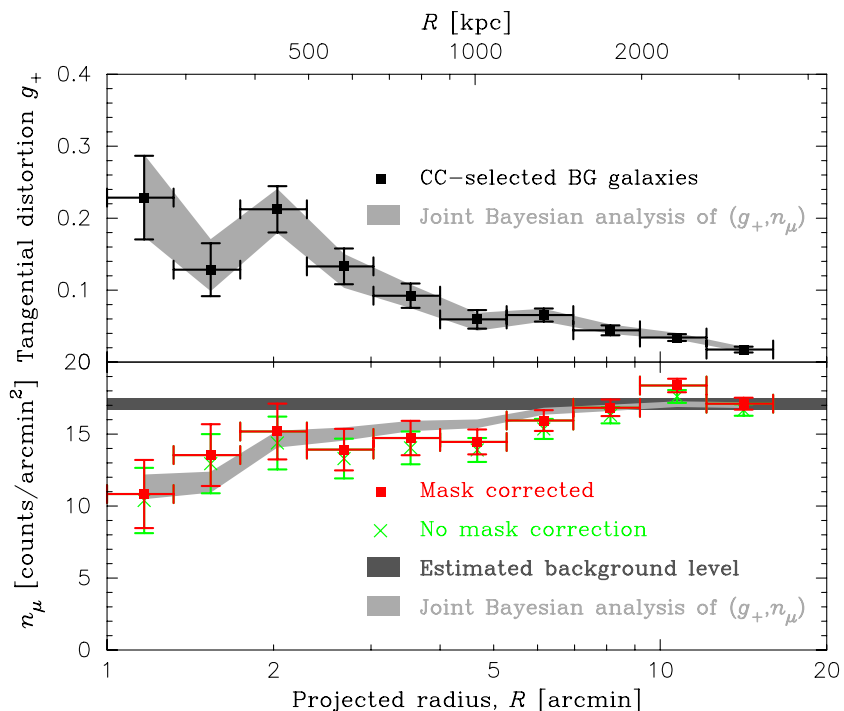 R [kpc]
500 1000 2000
Tangential distortion g₊
0.4
0.3
0.2
0.1
CC−selected BG galaxies
Joint Bayesian analysis of (g₊,nμ)
nμ [counts/arcmin²]
20
15
10
5
0
Mask corrected
No mask correction
Estimated background level
Joint Bayesian analysis of (g₊,nμ)
1 2 5 10 20
Projected radius, R [arcmin]